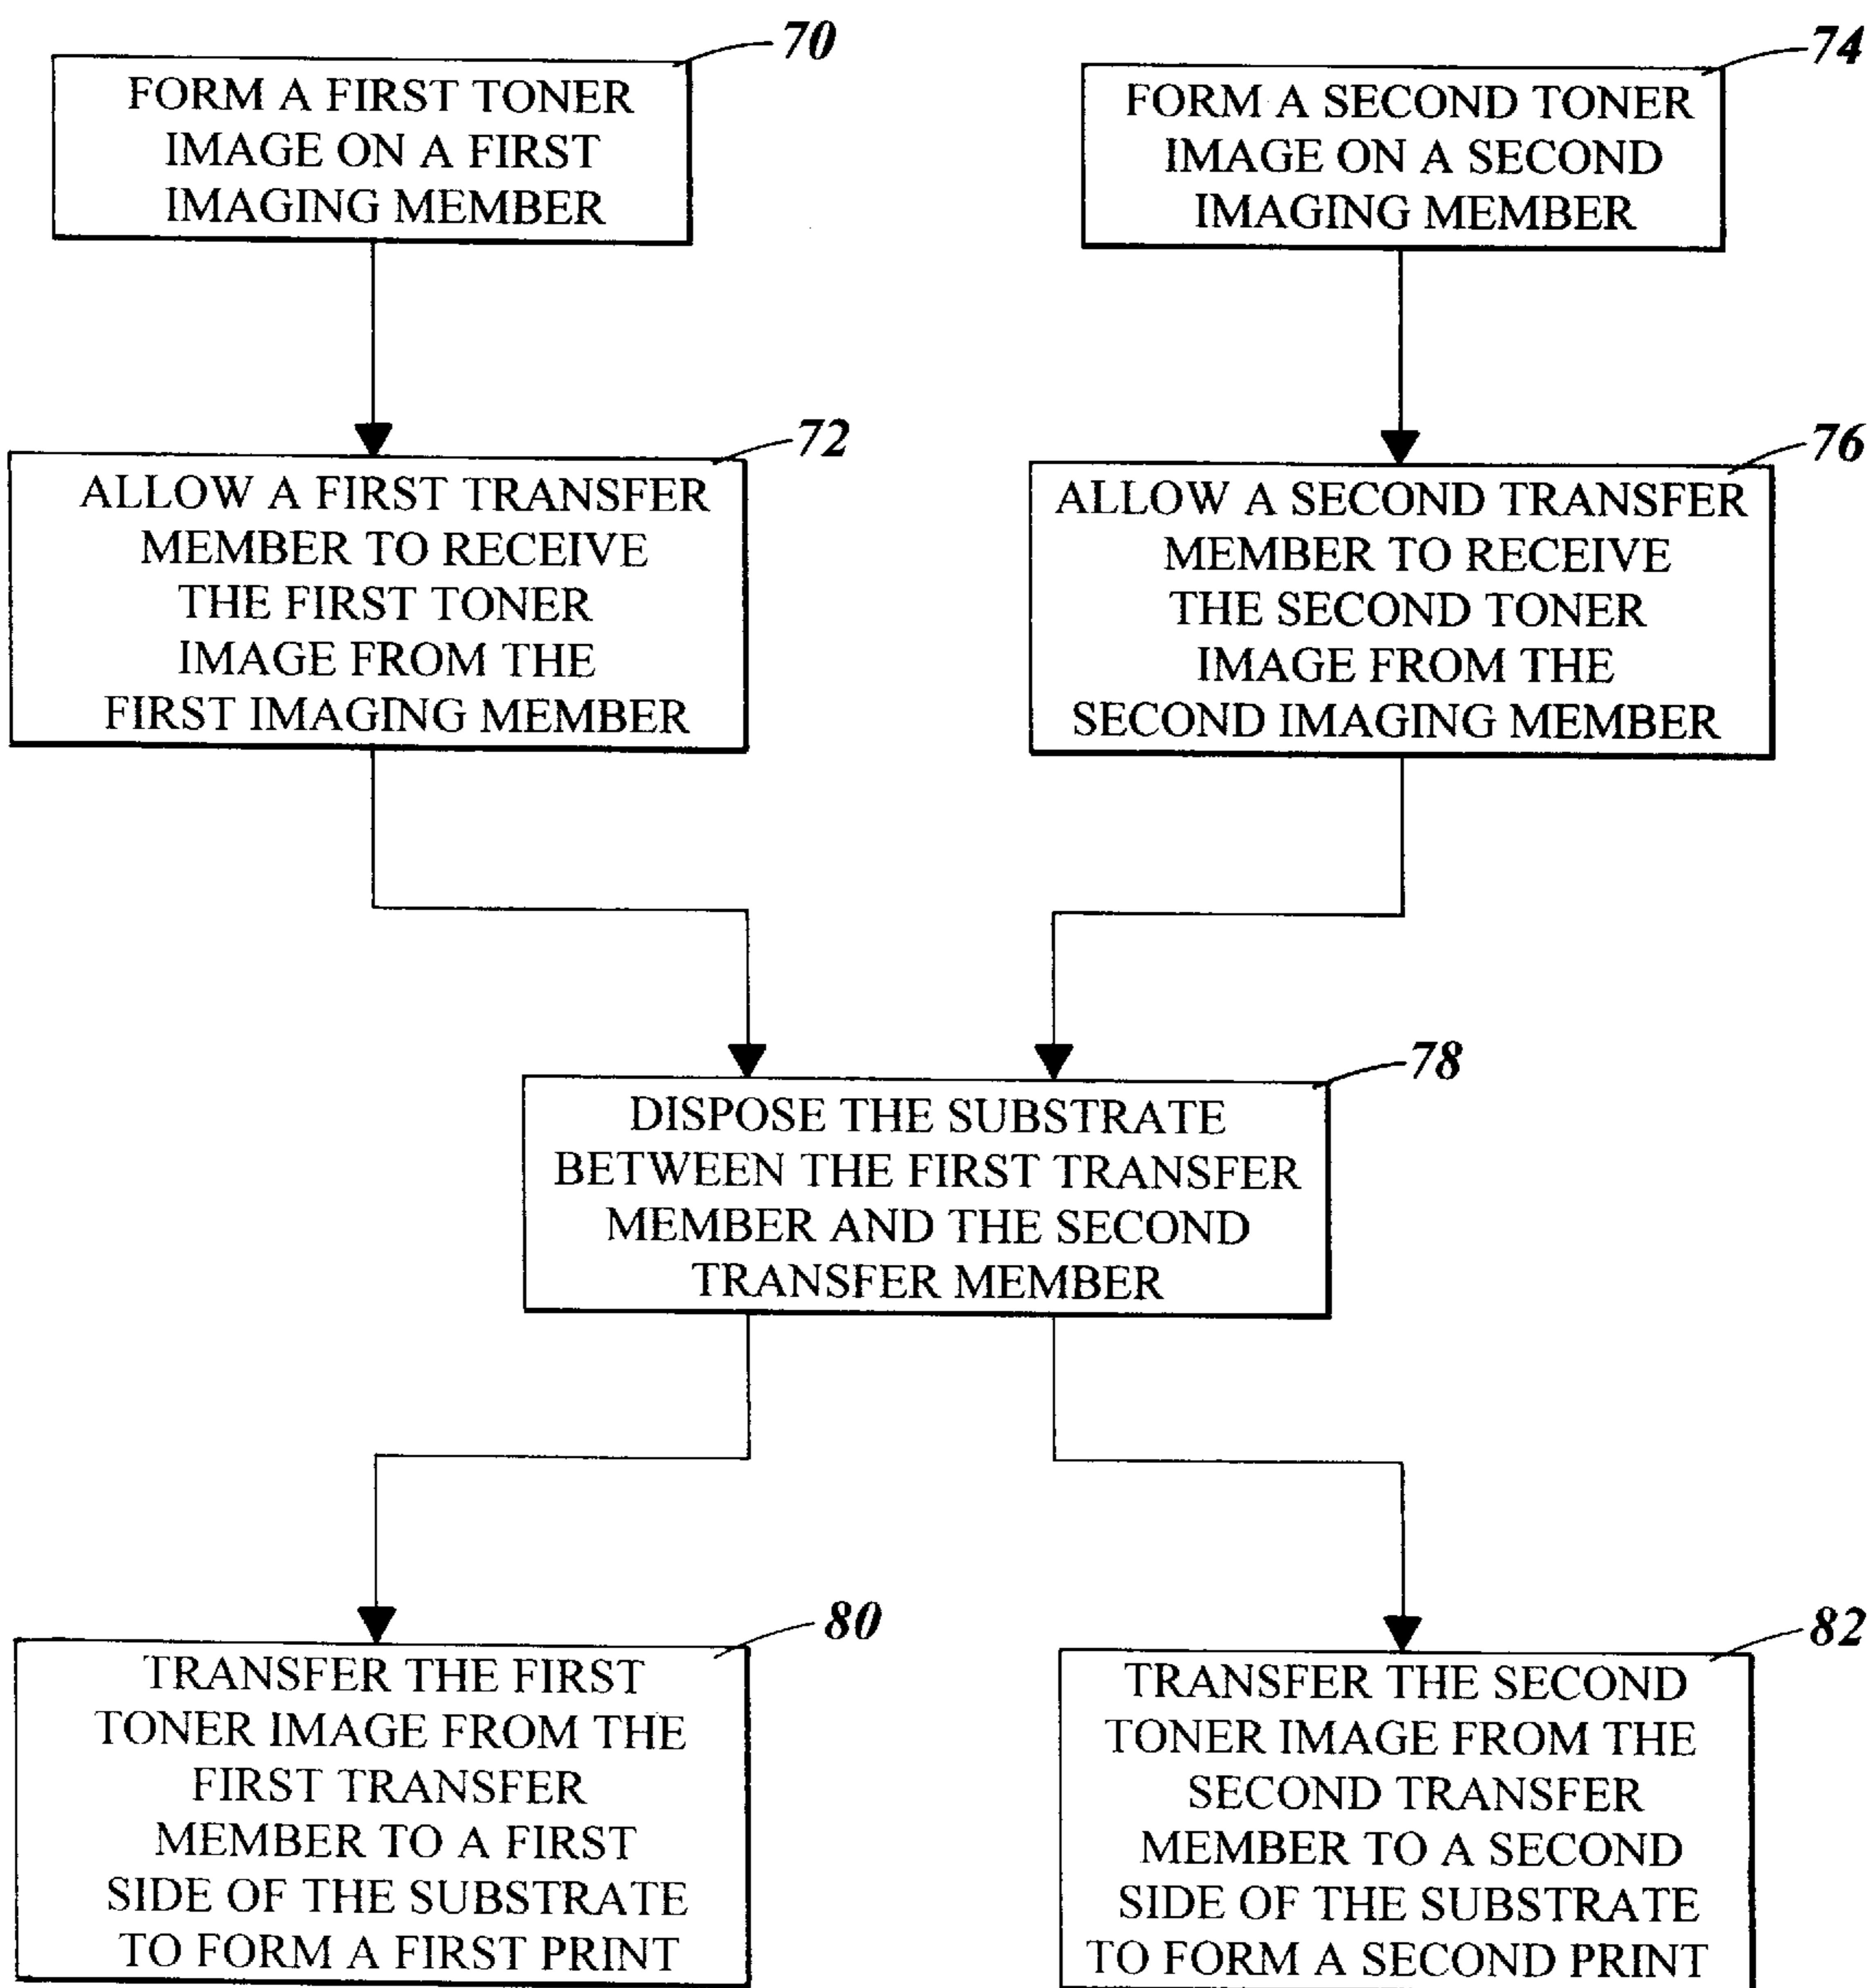 70
FORM A FIRST TONER
IMAGE ON A FIRST
IMAGING MEMBER
74
FORM A SECOND TONER
IMAGE ON A SECOND
IMAGING MEMBER
72
ALLOW A FIRST TRANSFER
MEMBER TO RECEIVE
THE FIRST TONER
IMAGE FROM THE
FIRST IMAGING MEMBER
76
ALLOW A SECOND TRANSFER
MEMBER TO RECEIVE
THE SECOND TONER
IMAGE FROM THE
SECOND IMAGING MEMBER
78
DISPOSE THE SUBSTRATE
BETWEEN THE FIRST TRANSFER
MEMBER AND THE SECOND
TRANSFER MEMBER
80
TRANSFER THE FIRST
TONER IMAGE FROM THE
FIRST TRANSFER
MEMBER TO A FIRST
SIDE OF THE SUBSTRATE
TO FORM A FIRST PRINT
82
TRANSFER THE SECOND
TONER IMAGE FROM THE
SECOND TRANSFER
MEMBER TO A SECOND
SIDE OF THE SUBSTRATE
TO FORM A SECOND PRINT